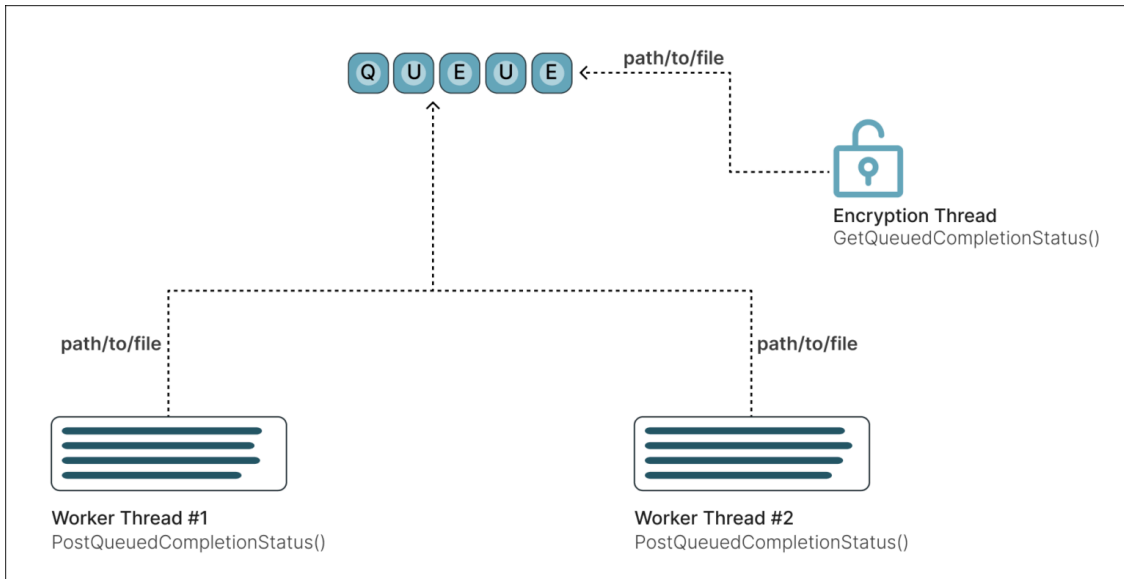 QUEUE
path/to/file
Encryption Thread
GetQueuedCompletionStatus()
path/to/file
path/to/file
Worker Thread #1
PostQueuedCompletionStatus()
Worker Thread #2
PostQueuedCompletionStatus()